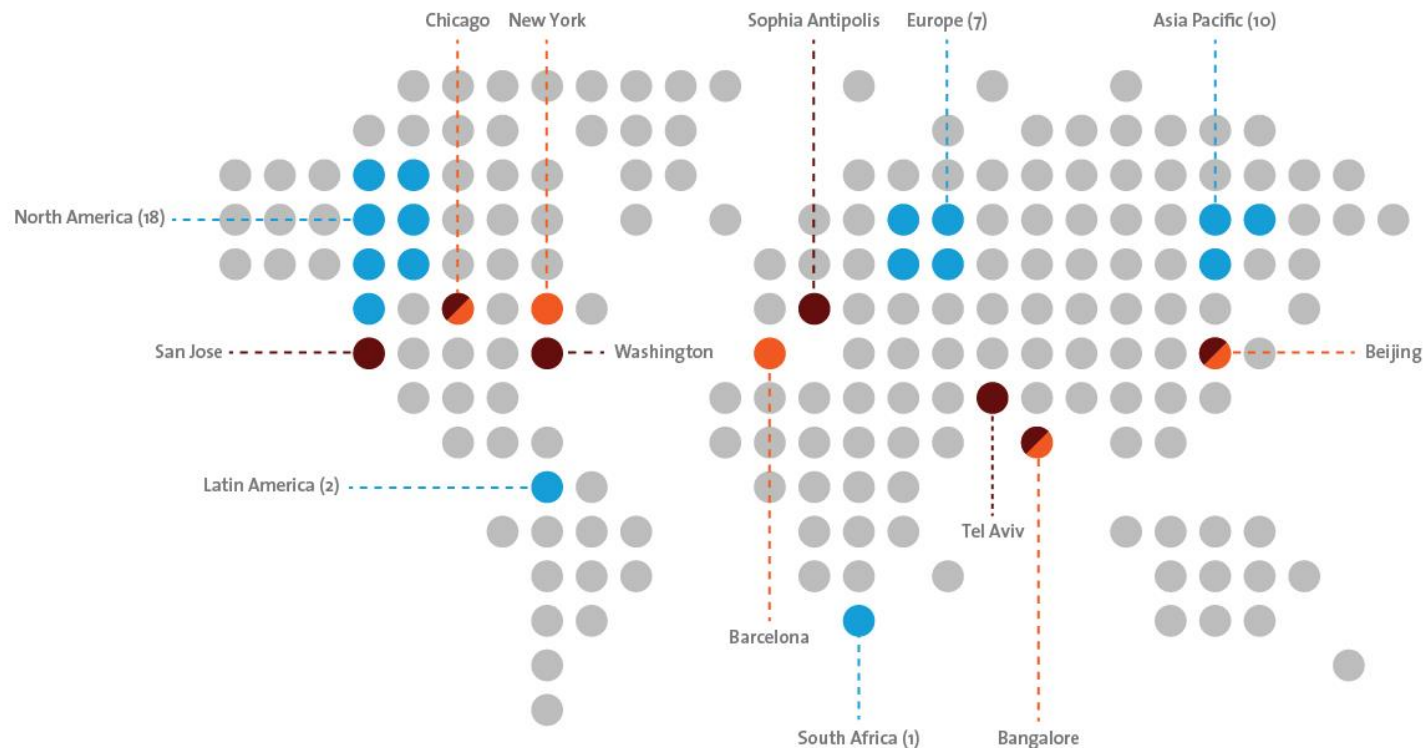 Chicago
New York
Sophia Antipolis
Europe (7)
Asia Pacific (10)
North America (18)
San Jose
Washington
Beijing
Latin America (2)
Tel Aviv
Barcelona
South Africa (1)
Bangalore